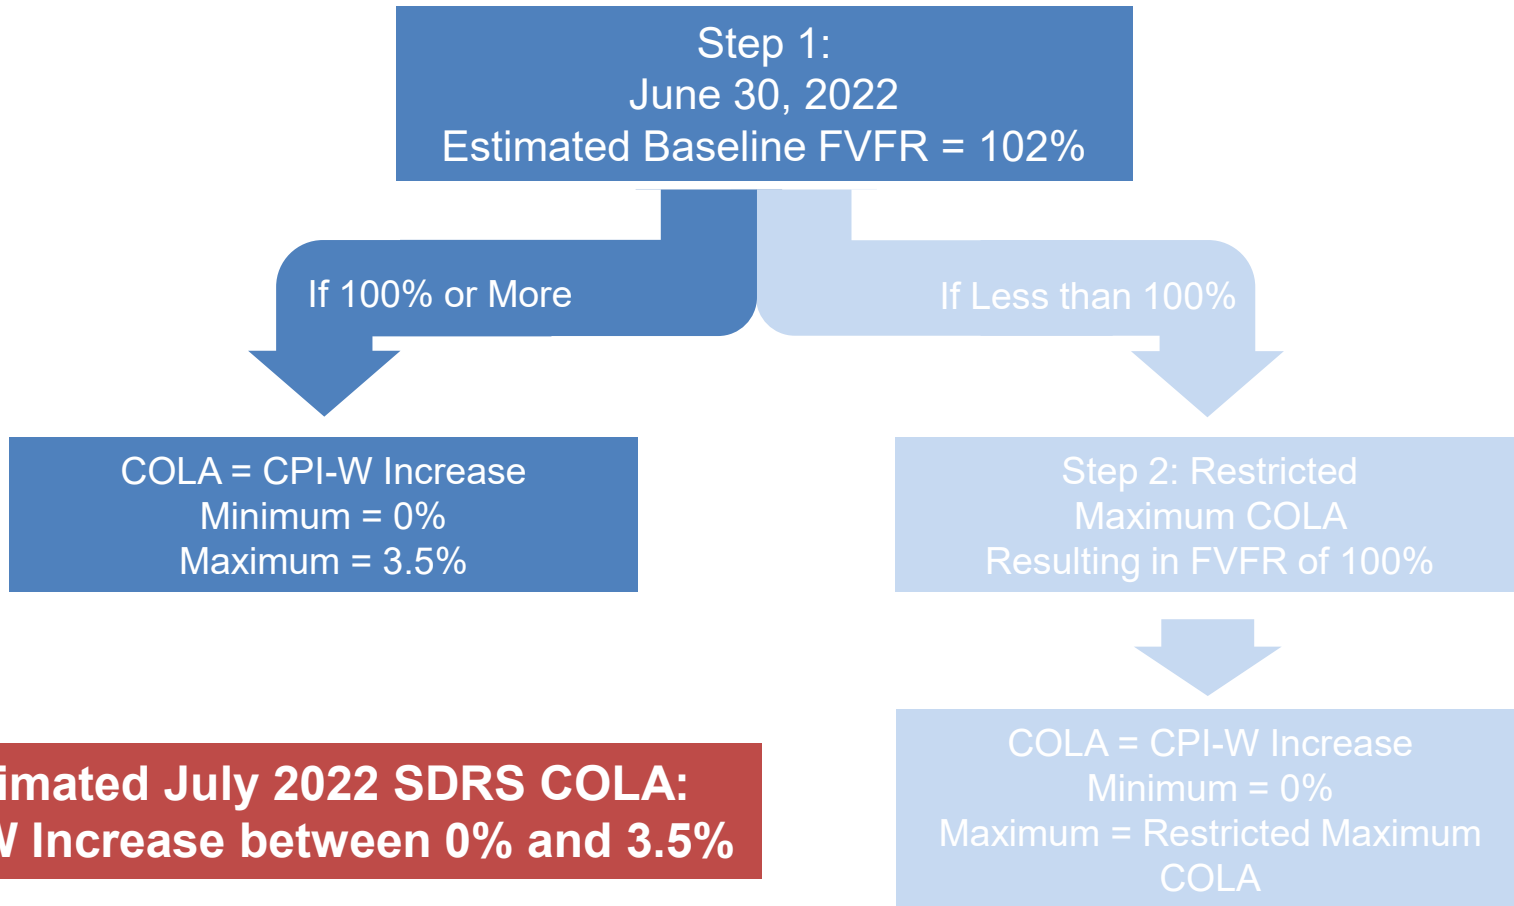 Step 1:
June 30, 2022
Estimated Baseline FVFR = 102%
If 100% or More
If Less than 100%
COLA = CPI-W Increase
Minimum = 0%
Maximum = 3.5%
Step 2: Restricted
Maximum COLA
Resulting in FVFR of 100%
COLA = CPI-W Increase
Minimum = 0%
Maximum = Restricted Maximum
COLA
July 2022 SDRS COLA:
Increase between 0% and 3.5%